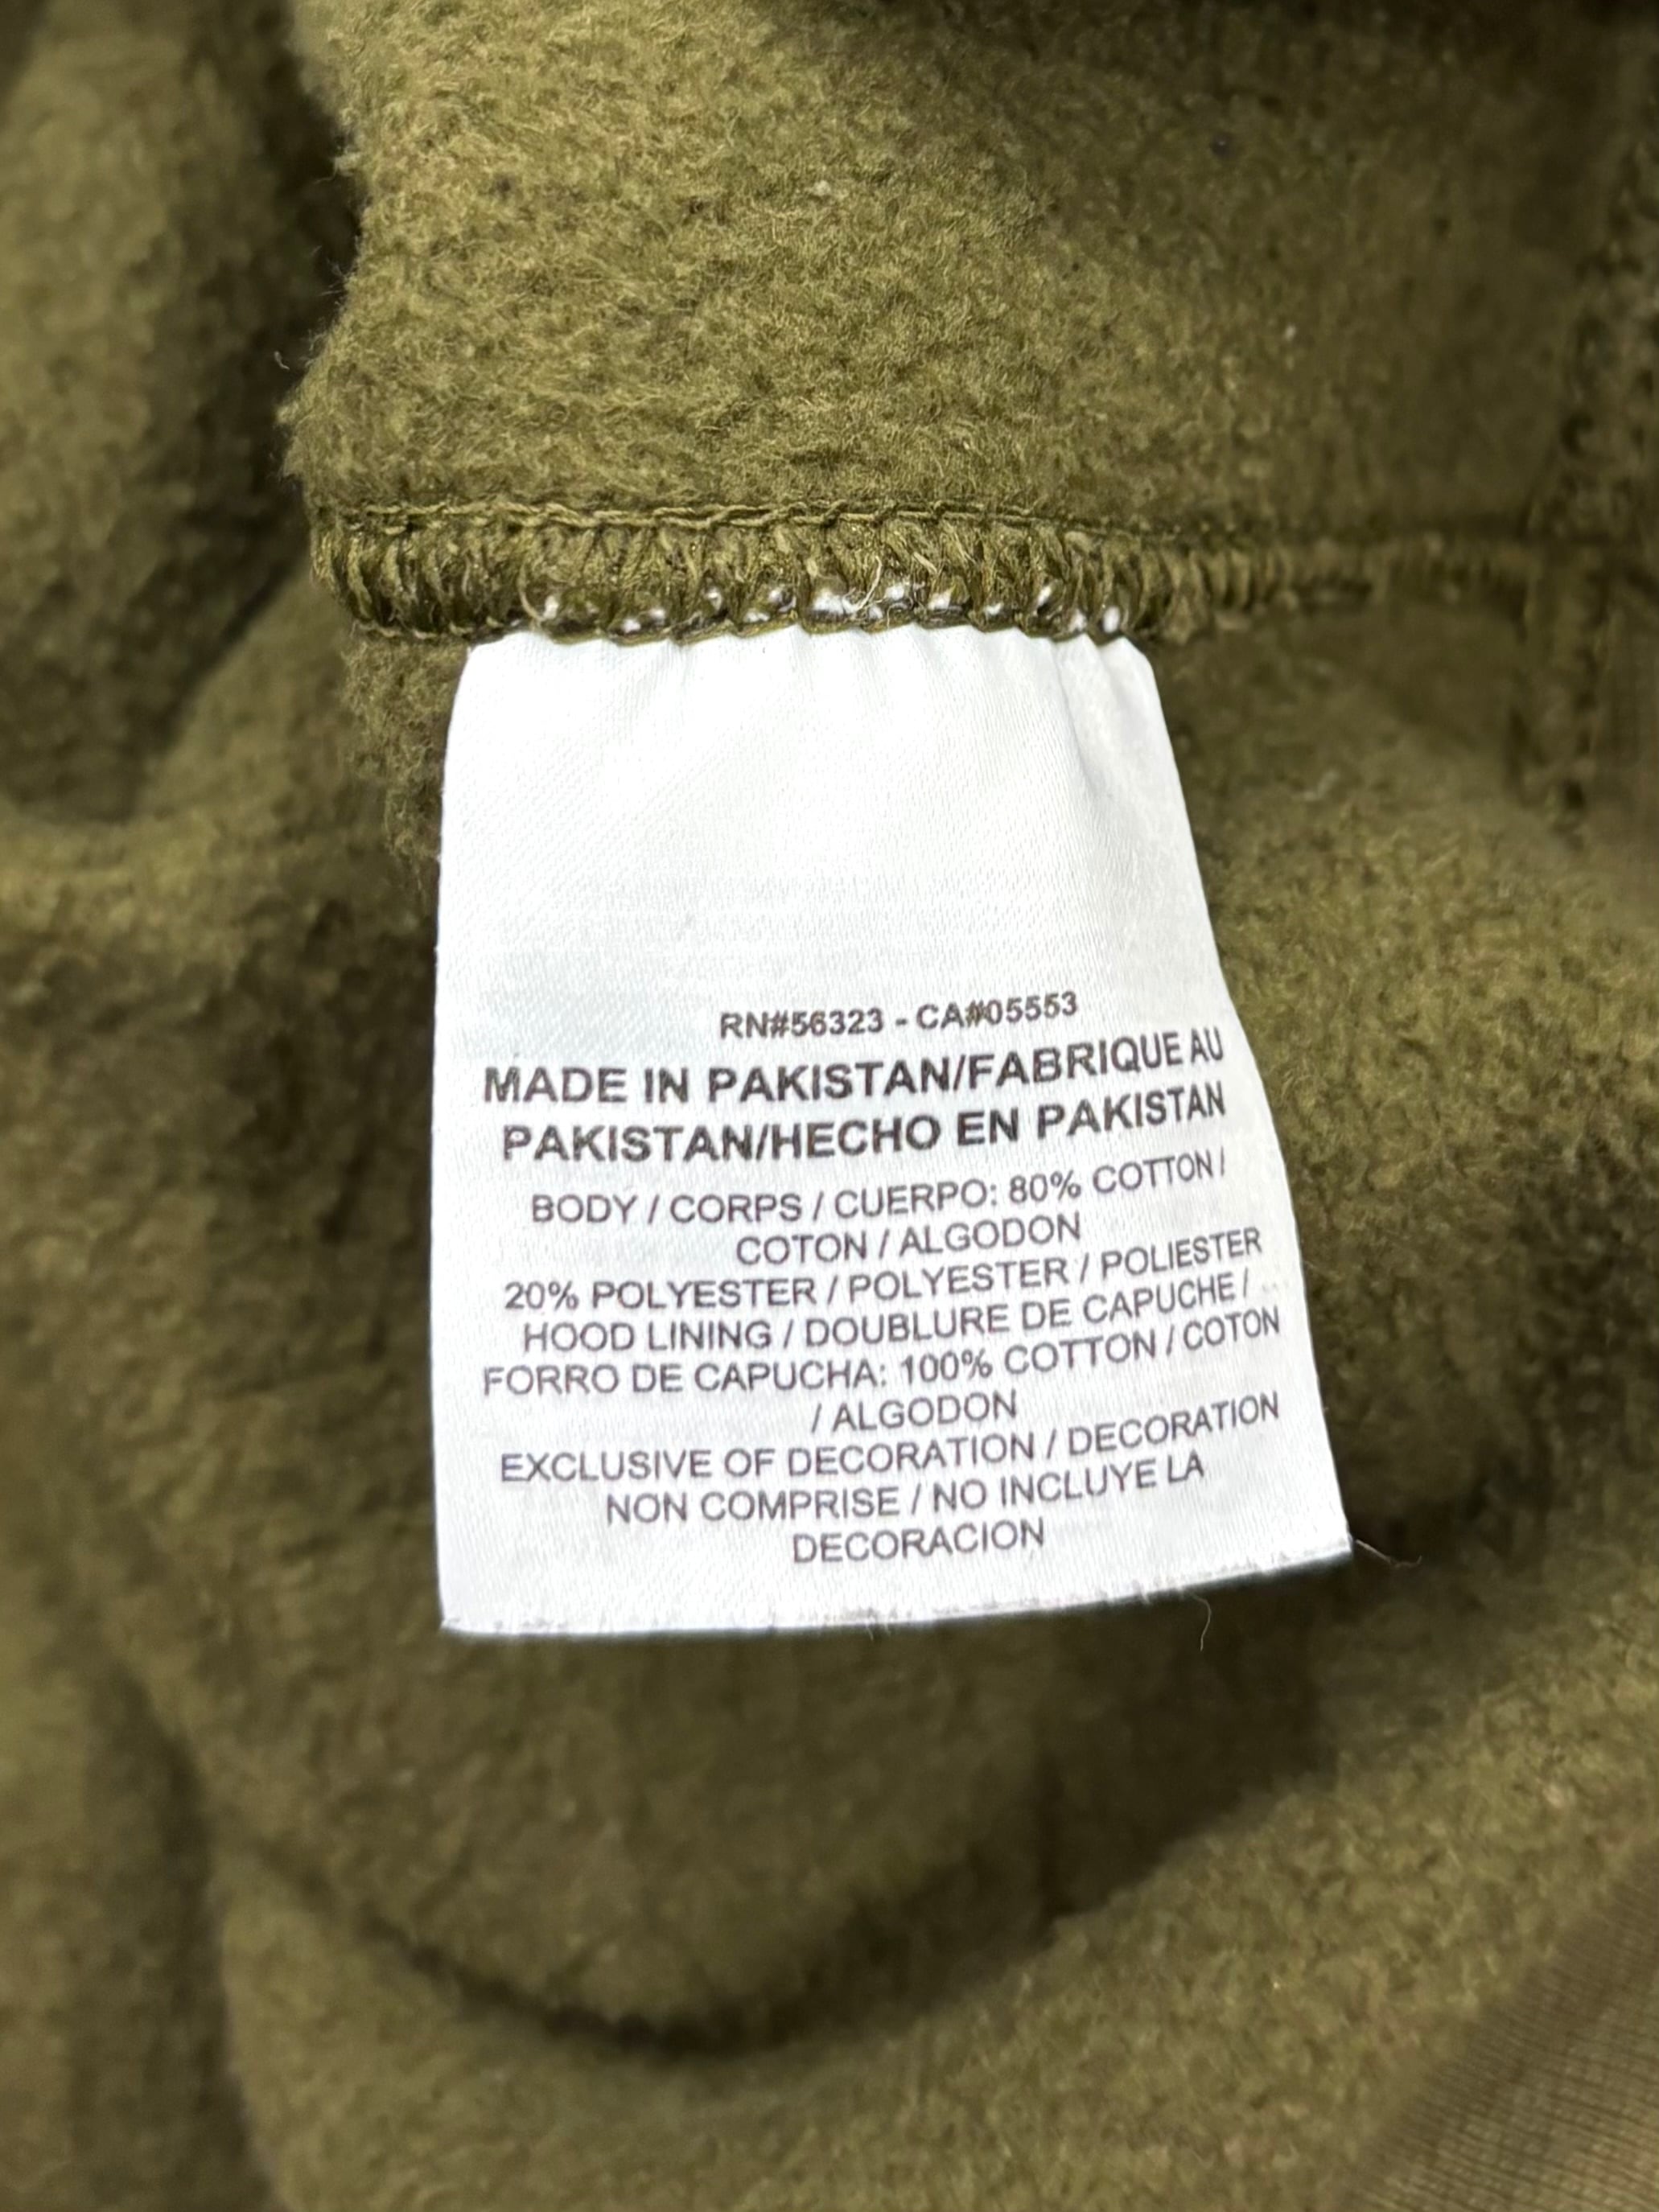 RN#56323 - CA#05553
MADE IN PAKISTAN/FABRIQUE AU
PAKISTAN/HECHO EN PAKISTAN
BODY / CORPS / CUERPO: 80% COTTON /
COTON / ALGODON
20% POLYESTER / POLYESTER / POLIESTER
HOOD LINING / DOUBLURE DE CAPUCHE /
FORRO DE CAPUCHA: 100% COTTON / COTON
/ ALGODON
EXCLUSIVE OF DECORATION / DECORATION
NON COMPRISE / NO INCLUYE LA
DECORACION